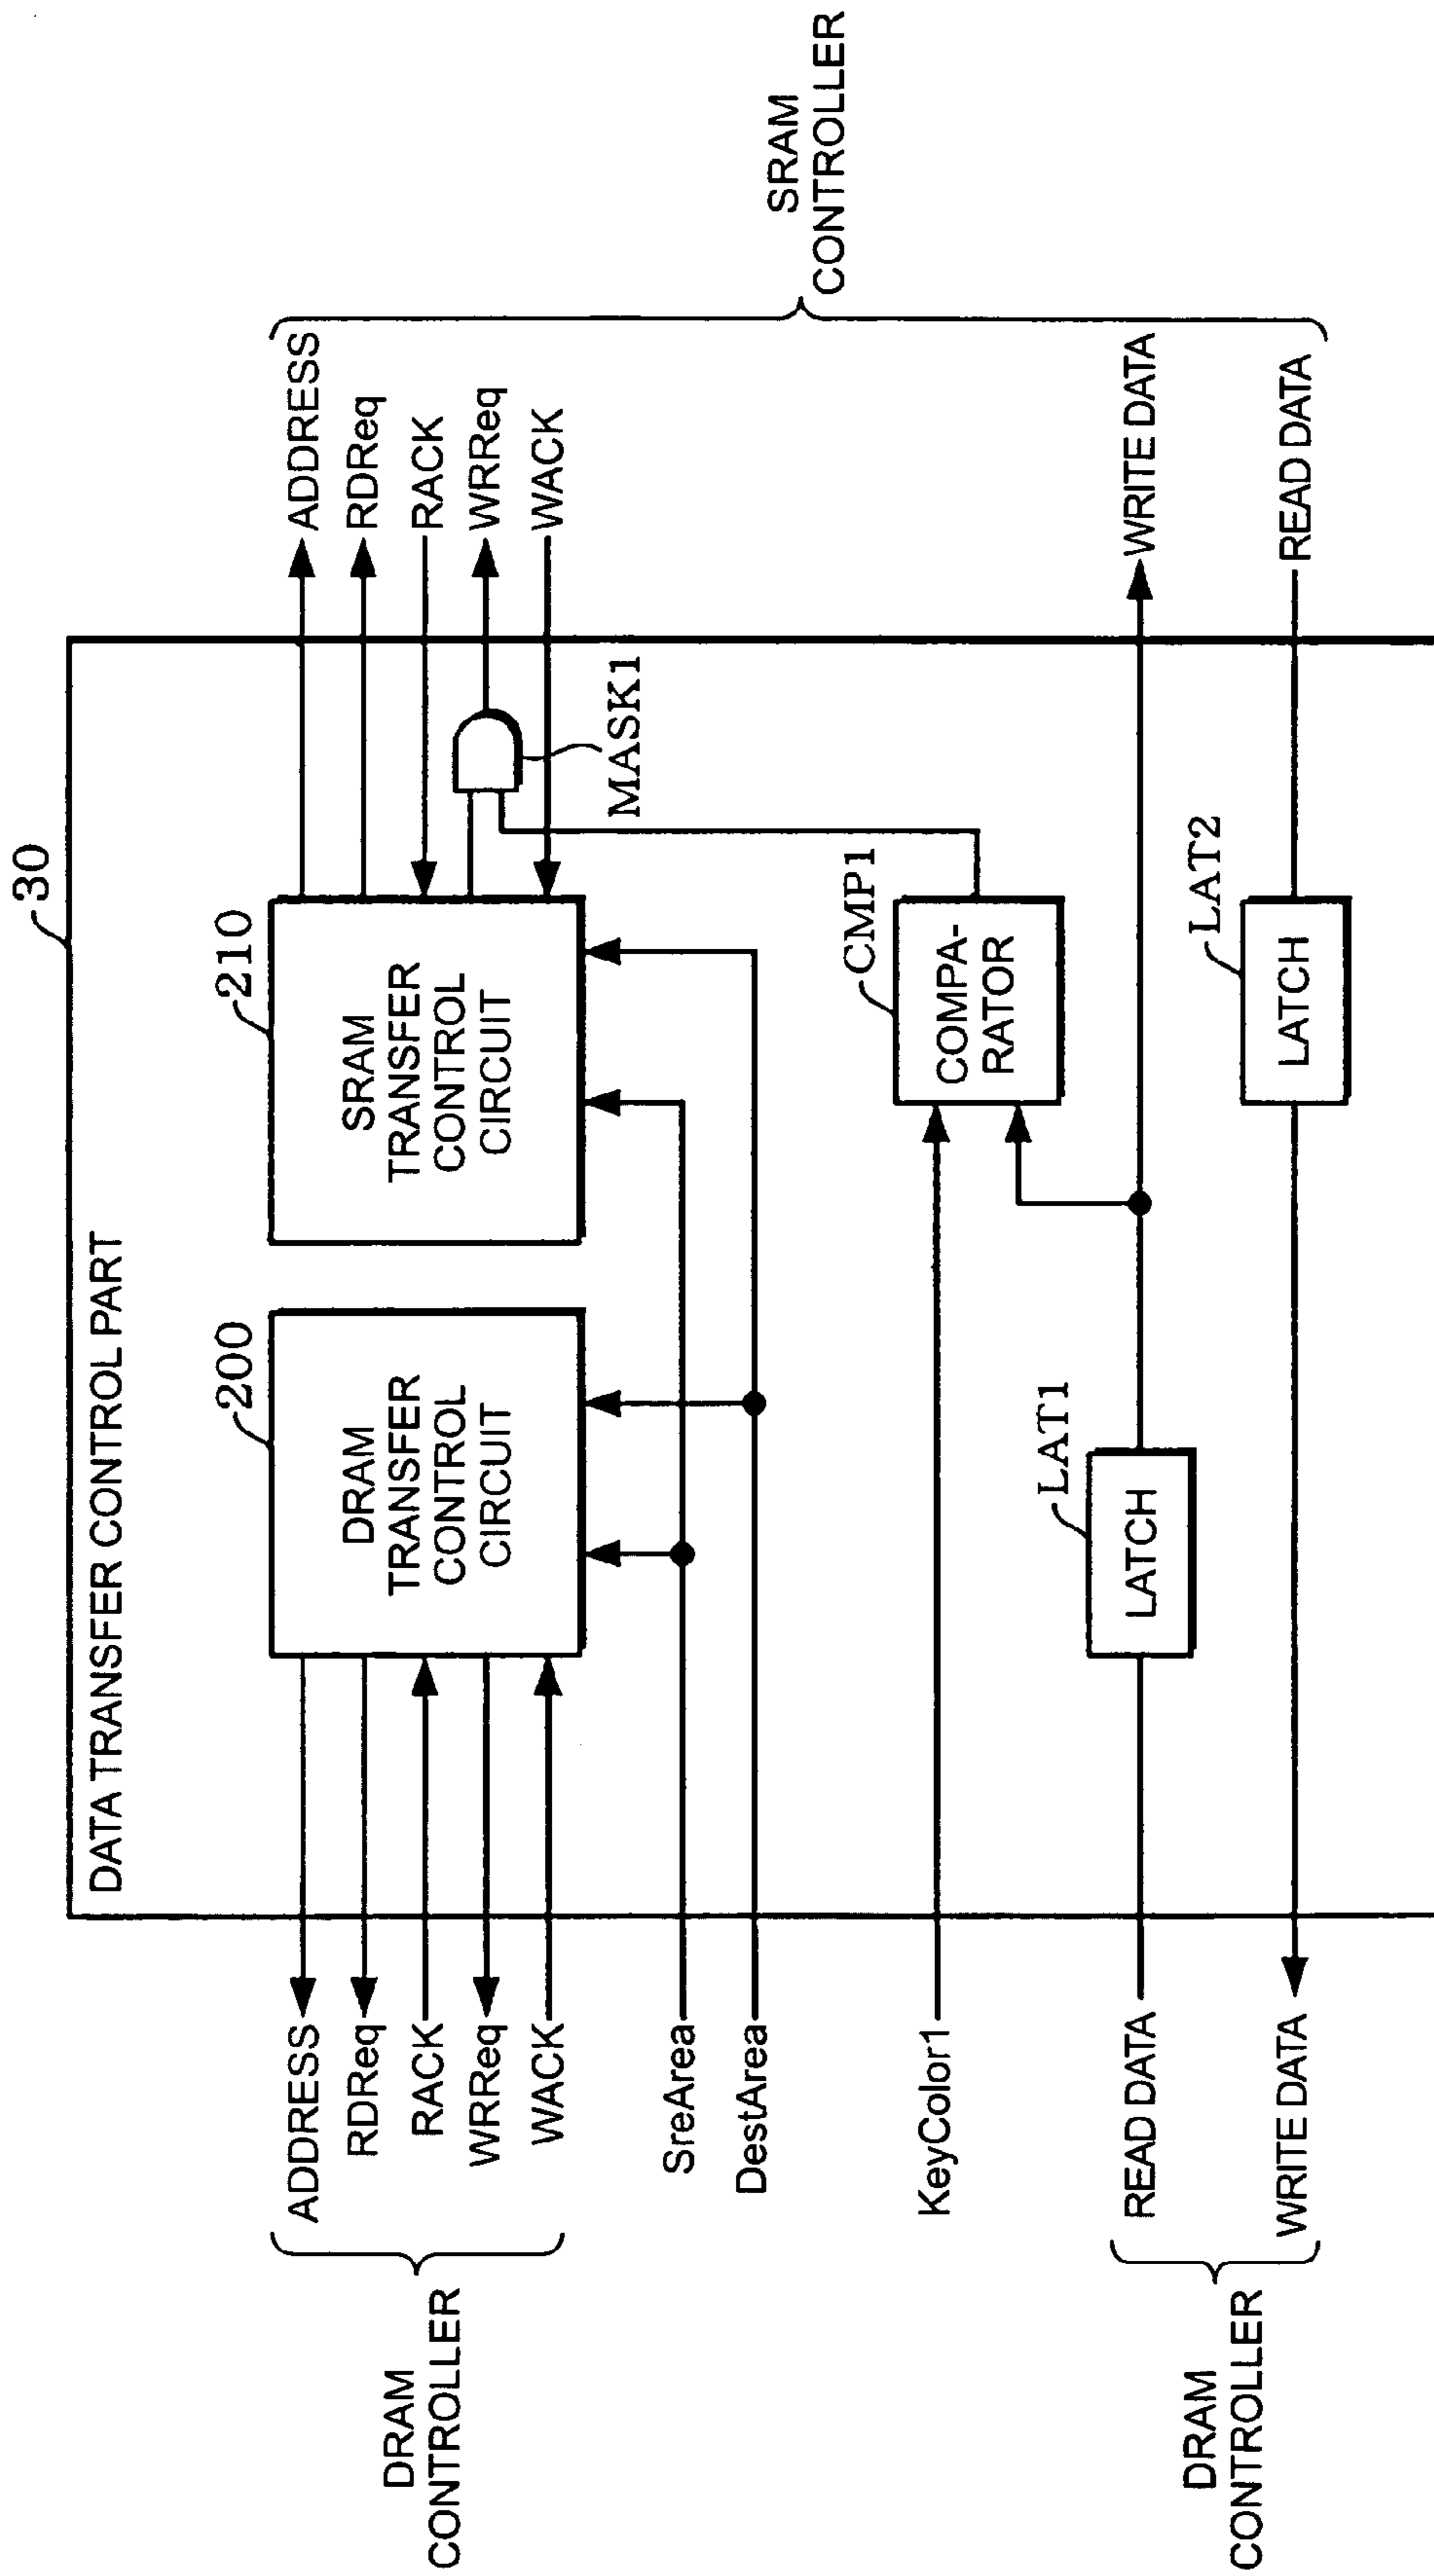 30
DATA TRANSFER CONTROL PART
200
210
DRAM
TRANSFER
CONTROL
CIRCUIT
SRAM
TRANSFER
CONTROL
CIRCUIT
DRAM
CONTROLLER
ADDRESS
RDReq
RACK
WRReq
WACK
ADDRESS
RDReq
RACK
WRReq
WACK
SRAM
CONTROLLER
MASK1
SreArea
DestArea
KeyColor1
CMP1
COMPA-
RATOR
DRAM
CONTROLLER
READ DATA
WRITE DATA
LAT1
LATCH
LAT2
LATCH
WRITE DATA
READ DATA